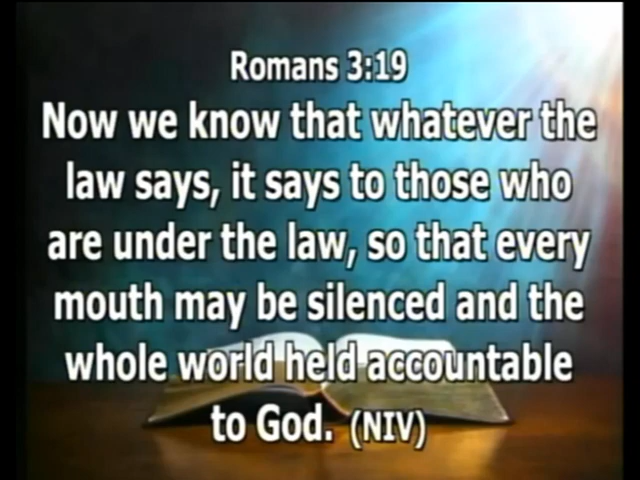 Romans 3:19
Now we know that whatever the
law says, it says to those who
are under the law, so that every
mouth may be silenced and the
whole world held accountable
to God. (NIV)